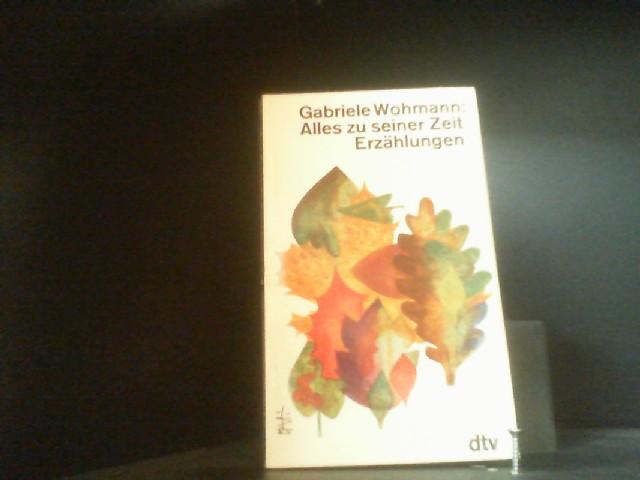 Gabriele Wohmann:
Alles zu seiner Zeit
Erzählungen
dtv